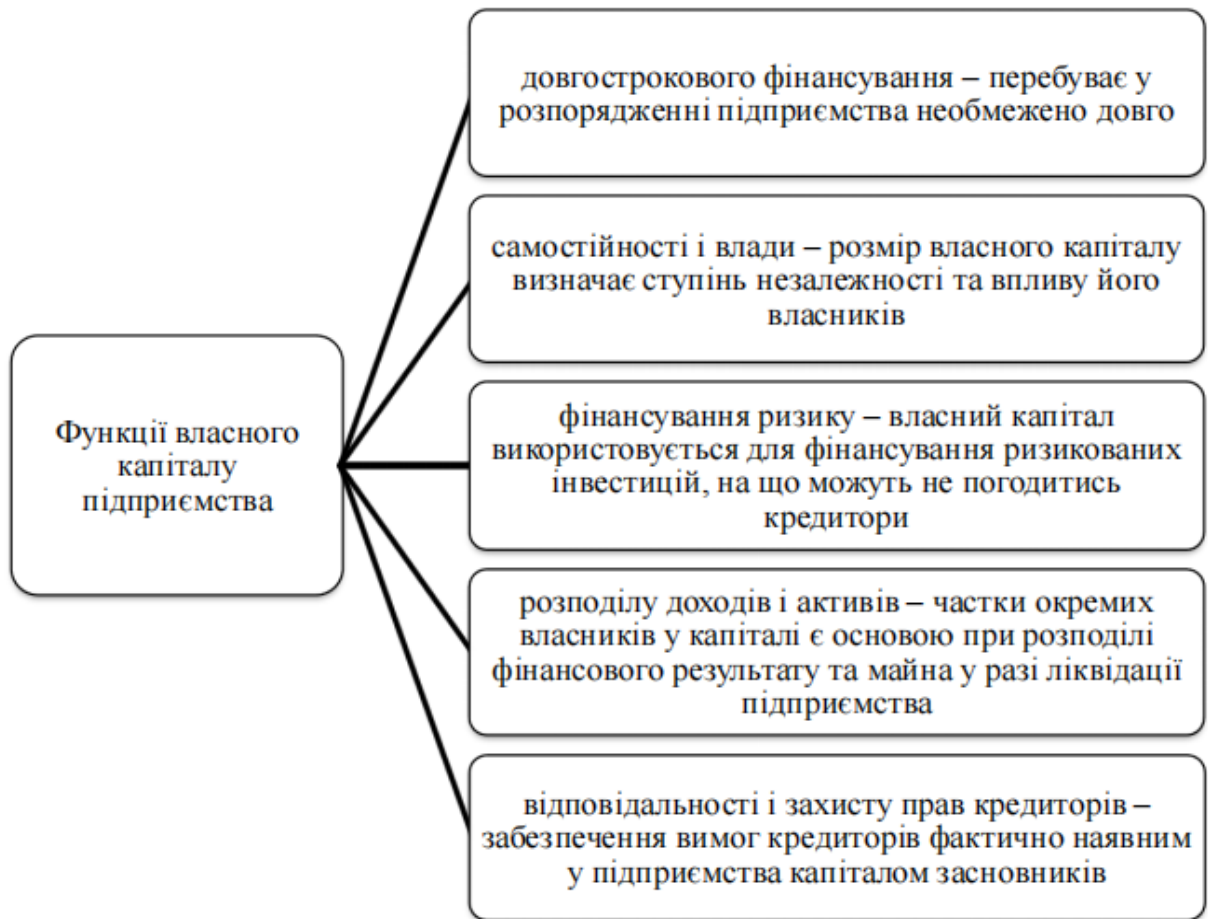 довгострокового фінансування – перебуває у
розпорядженні підприємства необмежено довго
самостійності і влади – розмір власного капіталу
визначає ступінь незалежності та впливу його
власників
Функції власного
капіталу
підприємства
фінансування ризику – власний капітал
використовується для фінансування ризикованих
інвестицій, на що можуть не погодитись
кредитори
розподілу доходів і активів – частки окремих
власників у капіталі є основою при розподілі
фінансового результату та майна у разі ліквідації
підприємства
відповідальності і захисту прав кредиторів –
забезпечення вимог кредиторів фактично наявним
у підприємства капіталом засновників